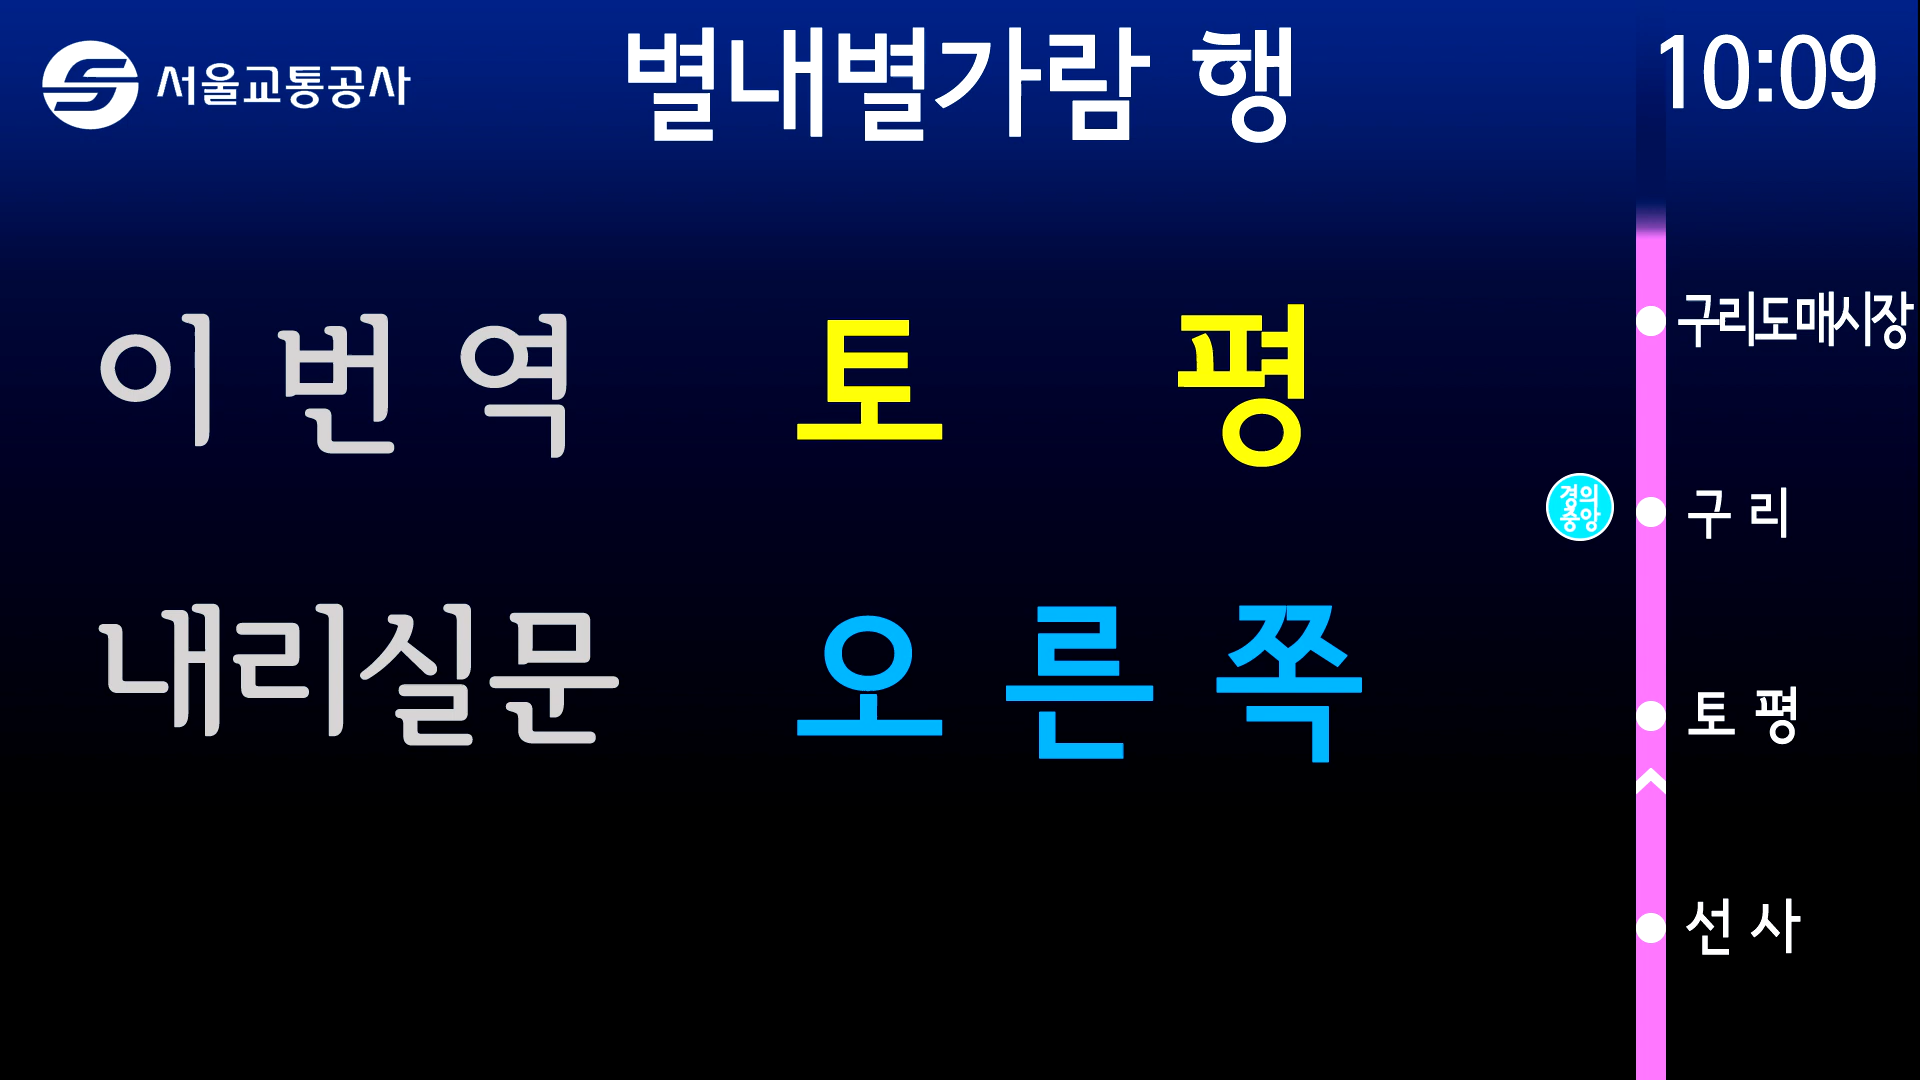 서울교통공사
별내별가람 행
10:09
이번역 토평
내리실문 오른쪽
구리도매시장
경의
중앙
구리
토평
선사